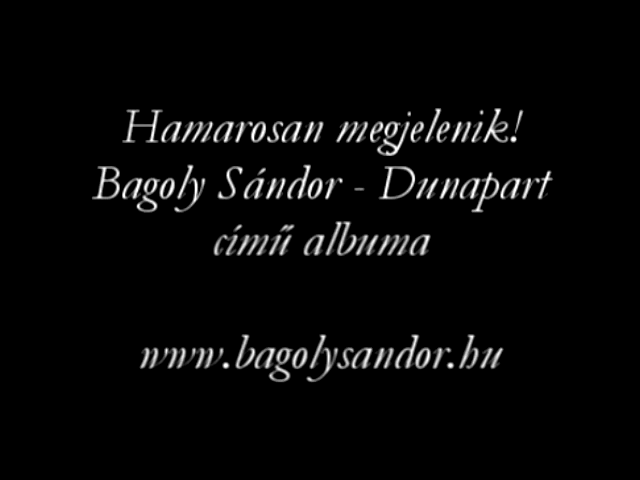 Hamarosan megjelenik!
Bagoly Sándor - Dunapart
című albuma
www.bagolysandor.hu